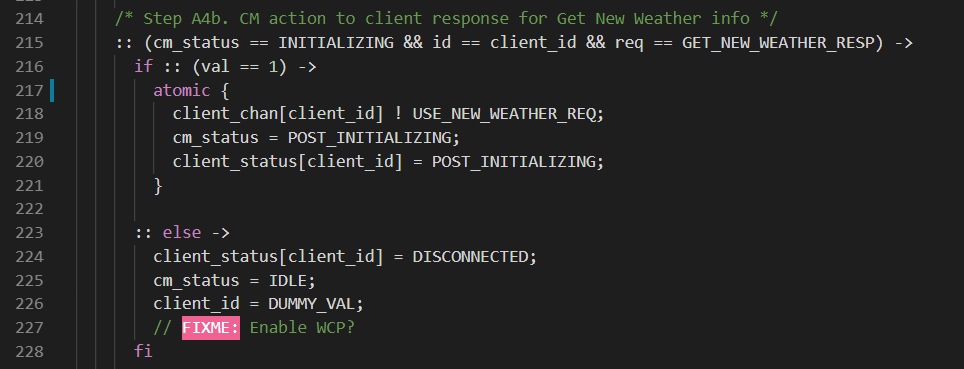 214 /* Step A4b. CM action to client response for Get New Weather info */
215 :: (cm_status == INITIALIZING && id == client_id && req == GET_NEW_WEATHER_RESP) ->
216 if :: (val == 1) ->
217 atomic {
218 client_chan[client_id] ! USE_NEW_WEATHER_REQ;
219 cm_status = POST_INITIALIZING;
220 client_status[client_id] = POST_INITIALIZING;
221 }
222
223 :: else ->
224 client_status[client_id] = DISCONNECTED;
225 cm_status = IDLE;
226 client_id = DUMMY_VAL;
227 // FIXME: Enable WCP?
228 fi